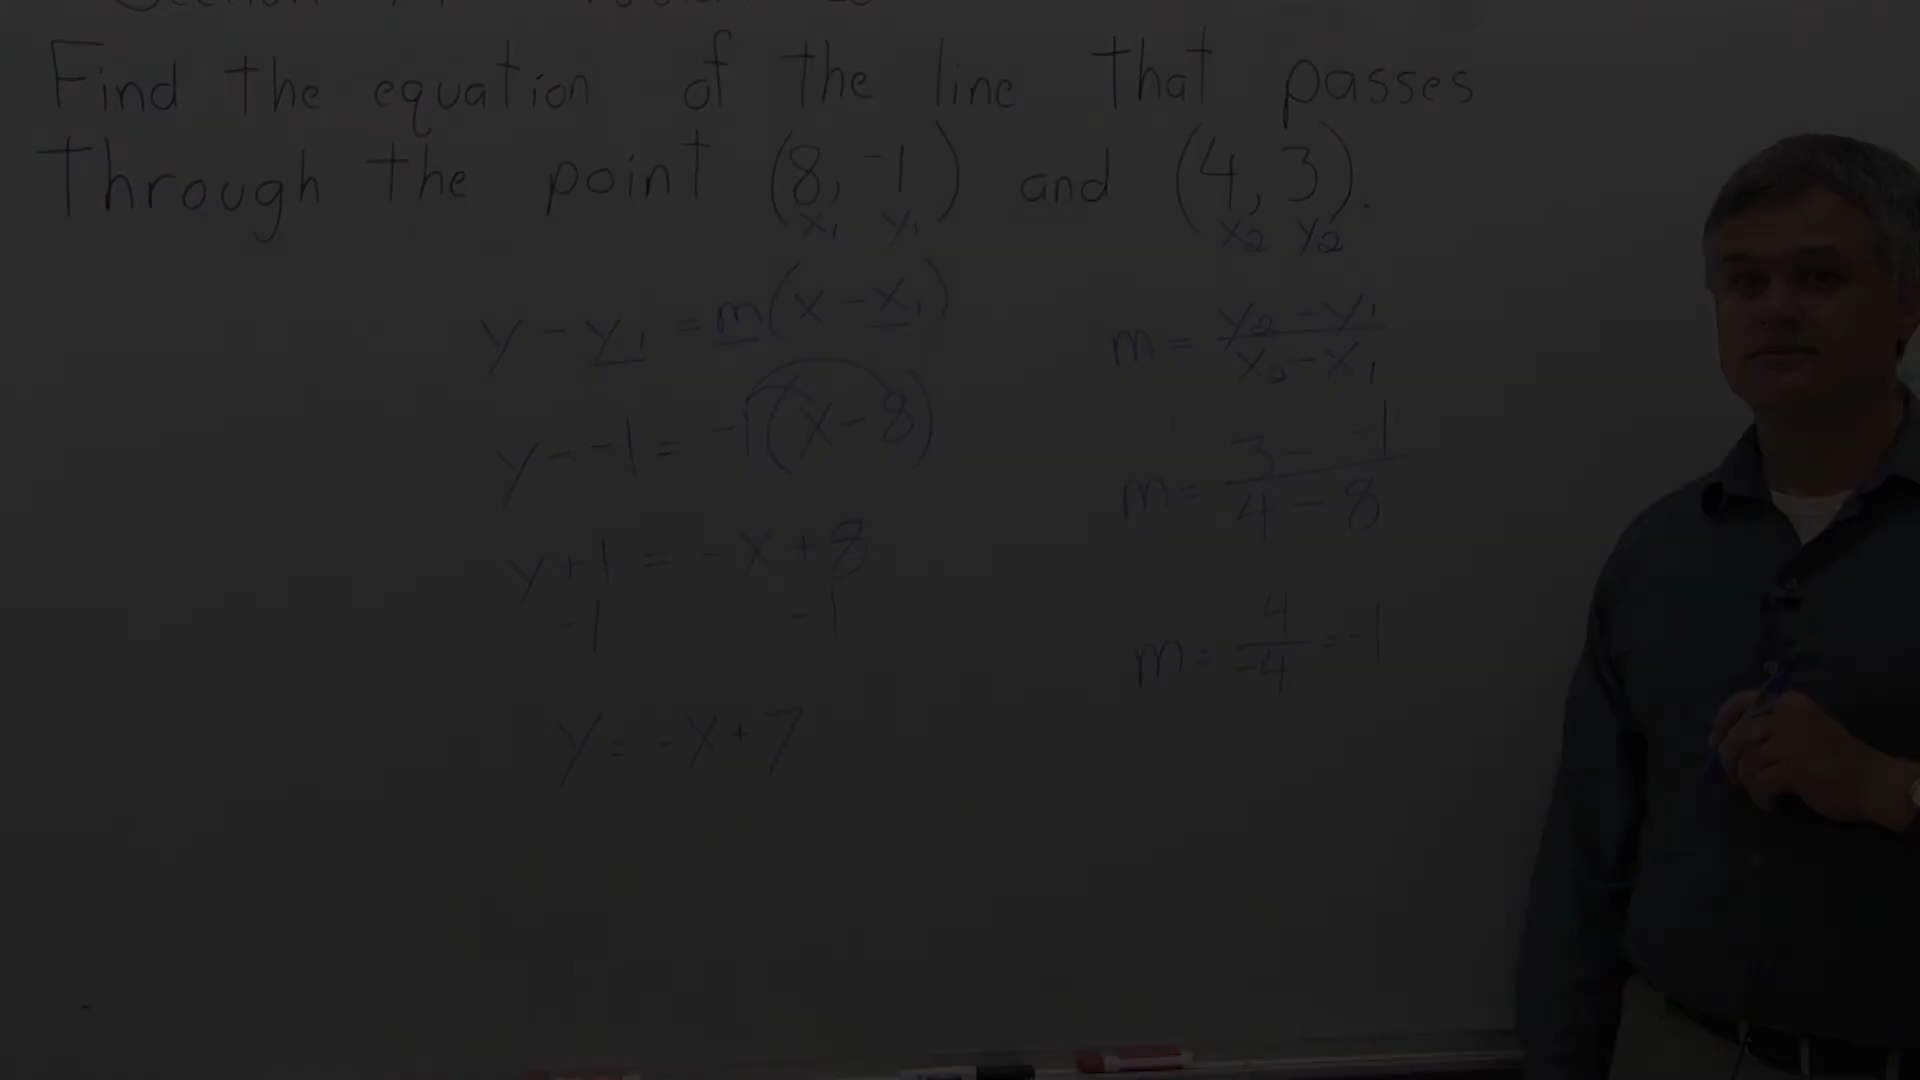 Find the equation of the line that passes
Through the point (8, -1) and (4, 3).
x₁ y₁ x₂ y₂
y - y₁ = m(x - x₁)
m = (y₂ - y₁)/(x₂ - x₁)
y - -1 = -1(x - 8)
m = (3 - -1)/(4 - 8)
y + 1 = -x + 8
-1 -1
m = 4/-4 = -1
y = -x + 7